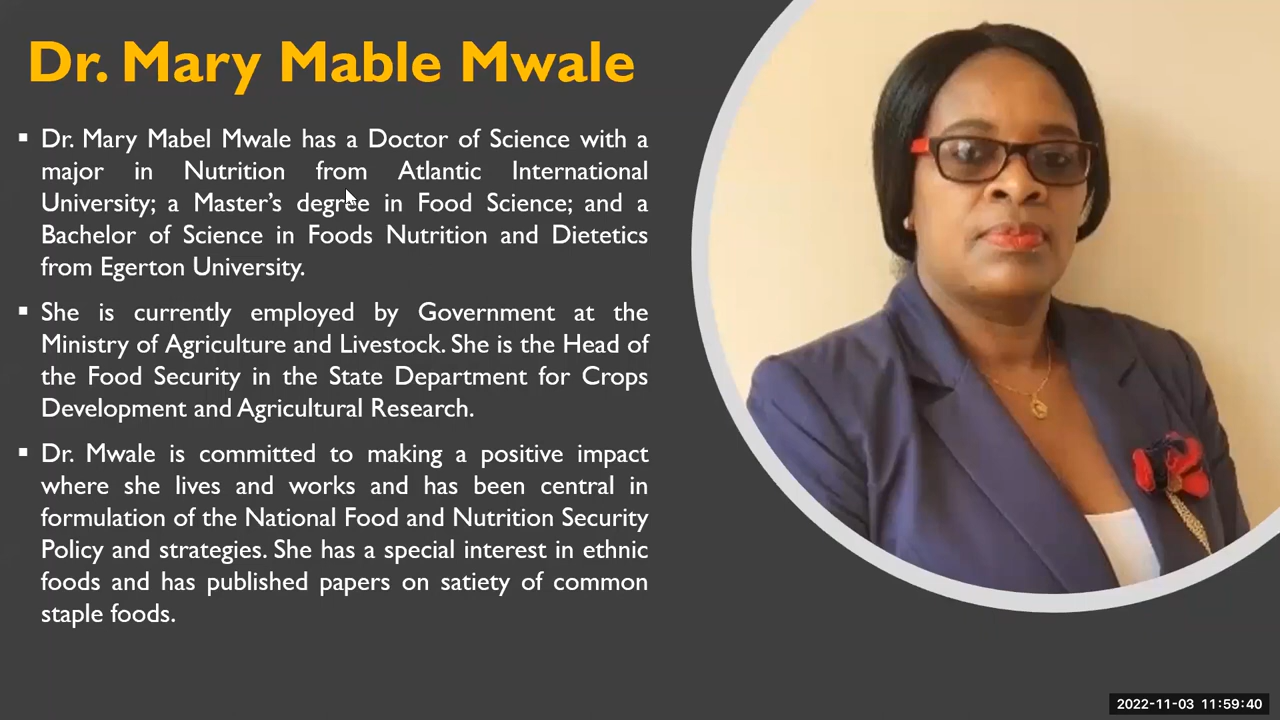 Dr. Mary Mable Mwale
▪ Dr. Mary Mabel Mwale has a Doctor of Science with a
major in Nutrition from Atlantic International
University; a Master’s degree in Food Science; and a
Bachelor of Science in Foods Nutrition and Dietetics
from Egerton University.
▪ She is currently employed by Government at the
Ministry of Agriculture and Livestock. She is the Head of
the Food Security in the State Department for Crops
Development and Agricultural Research.
▪ Dr. Mwale is committed to making a positive impact
where she lives and works and has been central in
formulation of the National Food and Nutrition Security
Policy and strategies. She has a special interest in ethnic
foods and has published papers on satiety of common
staple foods.
2022-11-03 11:59:40